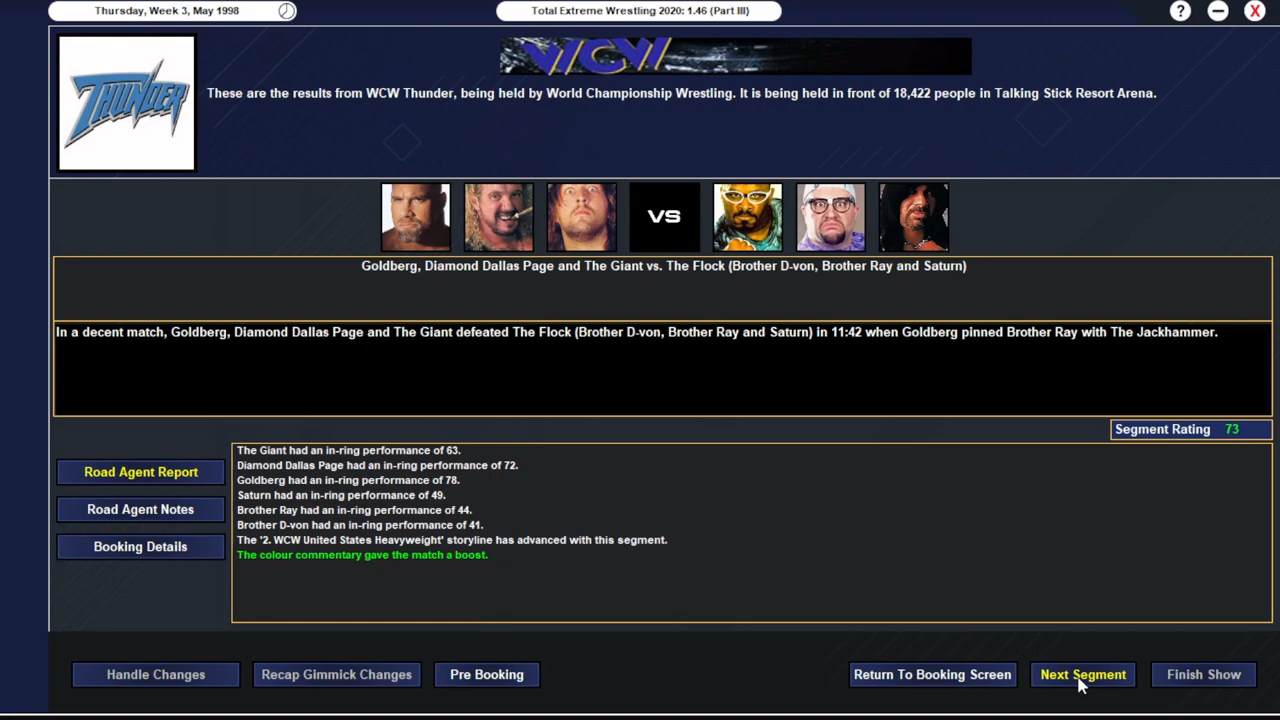 Thursday, Week 3, May 1998
Total Extreme Wrestling 2020: 1.46 (Part III)
?
X
THUNDER
WCW
These are the results from WCW Thunder, being held by World Championship Wrestling. It is being held in front of 18,422 people in Talking Stick Resort Arena.
VS
Goldberg, Diamond Dallas Page and The Giant vs. The Flock (Brother D-von, Brother Ray and Saturn)
In a decent match, Goldberg, Diamond Dallas Page and The Giant defeated The Flock (Brother D-von, Brother Ray and Saturn) in 11:42 when Goldberg pinned Brother Ray with The Jackhammer.
Segment Rating 73
Road Agent Report
Road Agent Notes
Booking Details
The Giant had an in-ring performance of 63.
Diamond Dallas Page had an in-ring performance of 72.
Goldberg had an in-ring performance of 78.
Saturn had an in-ring performance of 49.
Brother Ray had an in-ring performance of 44.
Brother D-von had an in-ring performance of 41.
The '2. WCW United States Heavyweight' storyline has advanced with this segment.
The colour commentary gave the match a boost.
Handle Changes
Recap Gimmick Changes
Pre Booking
Return To Booking Screen
Next Segment
Finish Show